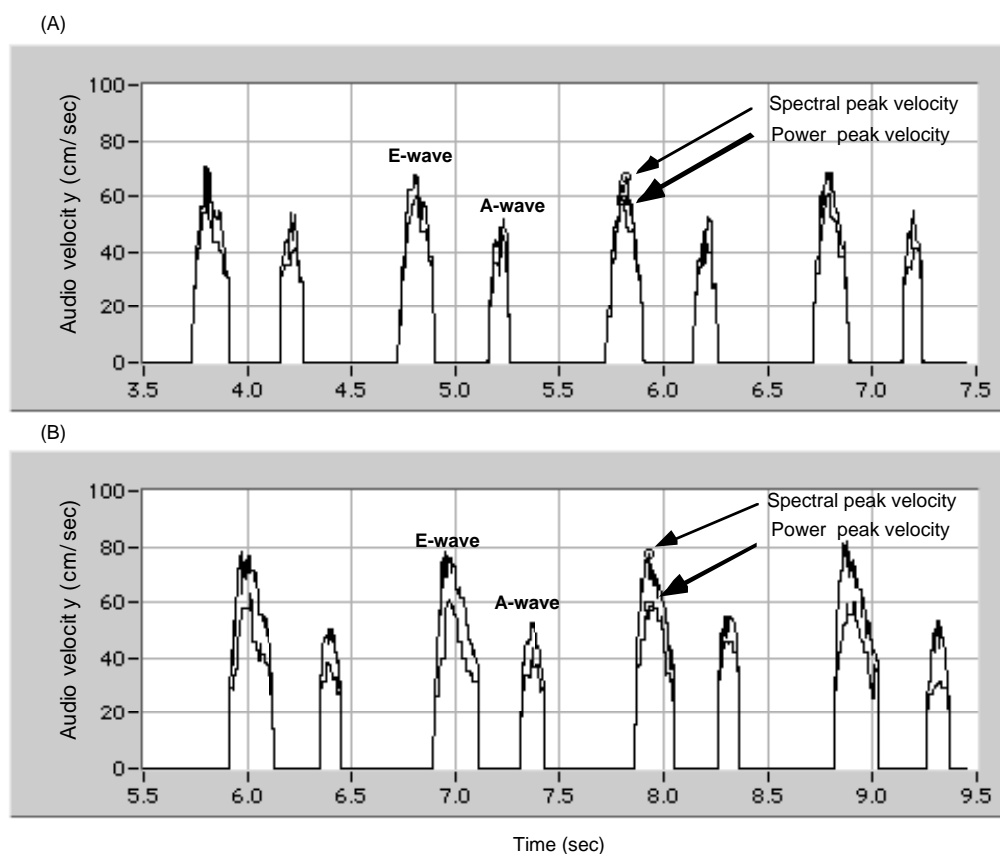 (A)
Audio velocit y (cm/sec)
100
80
60
40
20
0
E-wave
A-wave
Spectral peak velocity
Power peak velocity
3.5 4.0 4.5 5.0 5.5 6.0 6.5 7.0 7.5
(B)
Audio velocit y (cm/sec)
100
80
60
40
20
0
E-wave
A-wave
Spectral peak velocity
Power peak velocity
5.5 6.0 6.5 7.0 7.5 8.0 8.5 9.0 9.5
Time (sec)